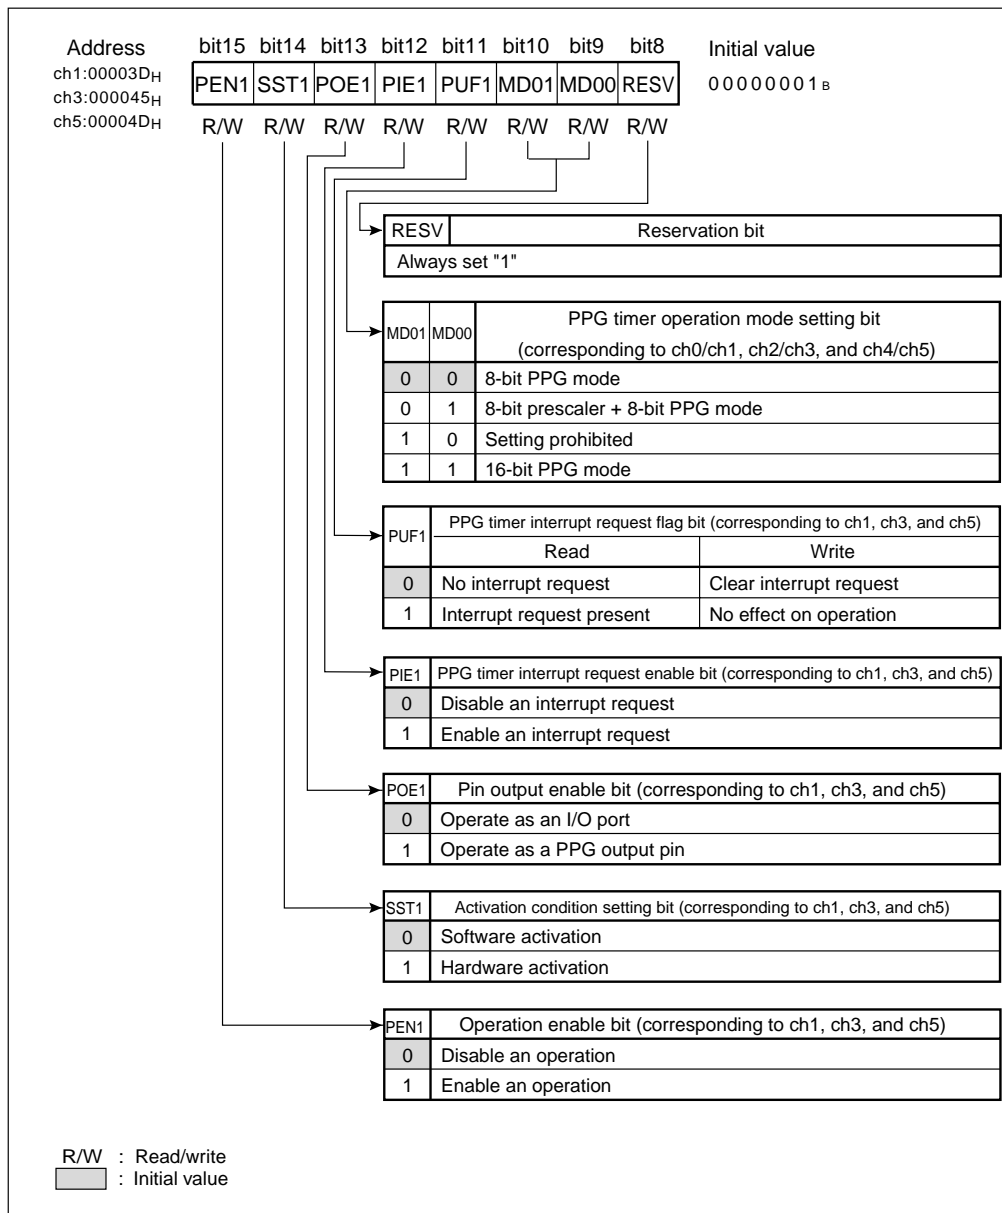 Address bit15 bit14 bit13 bit12 bit11 bit10 bit9 bit8 Initial value
ch1:00003DH
ch3:000045H
ch5:00004DH
PEN1 SST1 POE1 PIE1 PUF1 MD01 MD00 RESV 00000001B
R/W R/W R/W R/W R/W R/W R/W R/W
RESV Reservation bit
Always set "1"
MD01 MD00 PPG timer operation mode setting bit
(corresponding to ch0/ch1, ch2/ch3, and ch4/ch5)
0 0 8-bit PPG mode
0 1 8-bit prescaler + 8-bit PPG mode
1 0 Setting prohibited
1 1 16-bit PPG mode
PUF1 PPG timer interrupt request flag bit (corresponding to ch1, ch3, and ch5)
Read Write
0 No interrupt request Clear interrupt request
1 Interrupt request present No effect on operation
PIE1 PPG timer interrupt request enable bit (corresponding to ch1, ch3, and ch5)
0 Disable an interrupt request
1 Enable an interrupt request
POE1 Pin output enable bit (corresponding to ch1, ch3, and ch5)
0 Operate as an I/O port
1 Operate as a PPG output pin
SST1 Activation condition setting bit (corresponding to ch1, ch3, and ch5)
0 Software activation
1 Hardware activation
PEN1 Operation enable bit (corresponding to ch1, ch3, and ch5)
0 Disable an operation
1 Enable an operation
R/W : Read/write
: Initial value